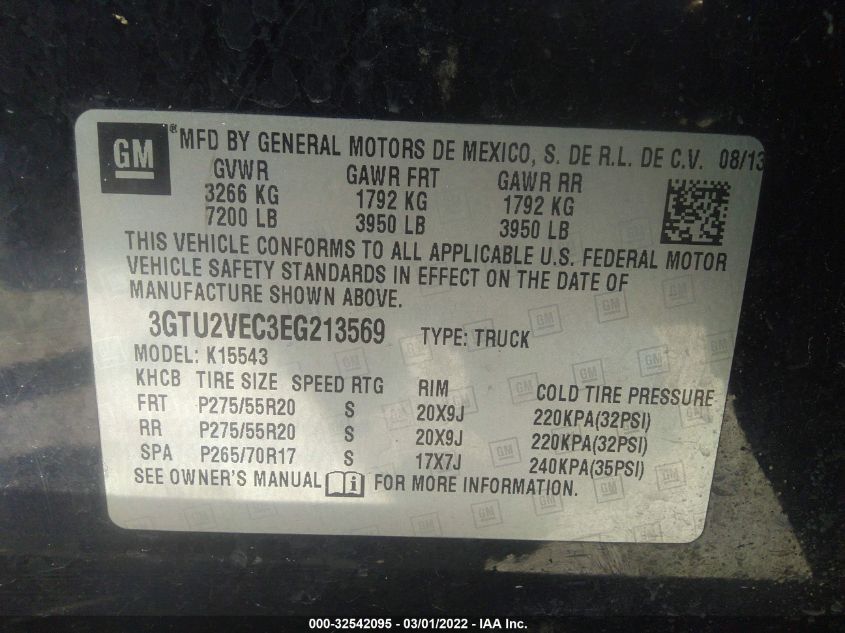 GM ® MFD BY GENERAL MOTORS DE MEXICO, S. DE R.L. DE C.V. 08/13
GVWR GAWR FRT GAWR RR
3266 KG 1792 KG 1792 KG
7200 LB 3950 LB 3950 LB
THIS VEHICLE CONFORMS TO ALL APPLICABLE U.S. FEDERAL MOTOR
VEHICLE SAFETY STANDARDS IN EFFECT ON THE DATE OF
MANUFACTURE SHOWN ABOVE.
3GTU2VEC3EG213569 TYPE: TRUCK
MODEL: K15543
KHCB TIRE SIZE SPEED RTG RIM COLD TIRE PRESSURE
FRT P275/55R20 S 20X9J 220KPA(32PSI)
RR P275/55R20 S 20X9J 220KPA(32PSI)
SPA P265/70R17 S 17X7J 240KPA(35PSI)
SEE OWNER'S MANUAL i FOR MORE INFORMATION.
000-32542095 - 03/01/2022 - IAA Inc.